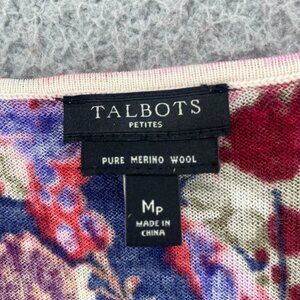 TALBOTS
PETITES
PURE MERINO WOOL
MP
MADE IN
CHINA